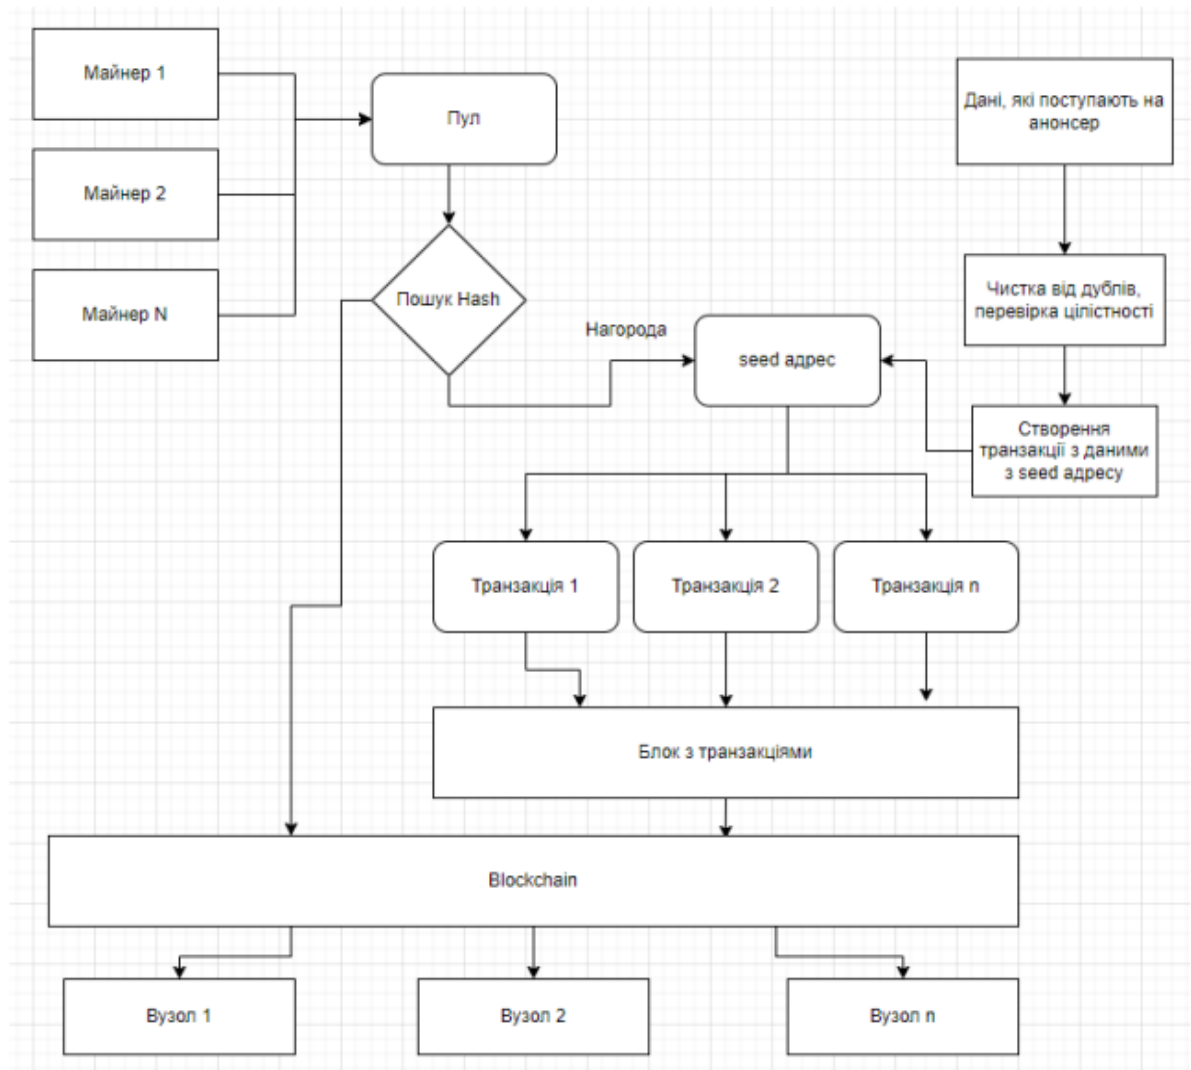 Майнер 1
Пул
Дані, які поступають на
анонсер
Майнер 2
Чистка від дублів,
перевірка цілістності
Пошук Hash
Майнер N
Нагорода
seed адрес
Створення
транзакції з даними
з seed адресу
Транзакція 1
Транзакція 2
Транзакція n
Блок з транзакціями
Blockchain
Вузол 1
Вузол 2
Вузол n